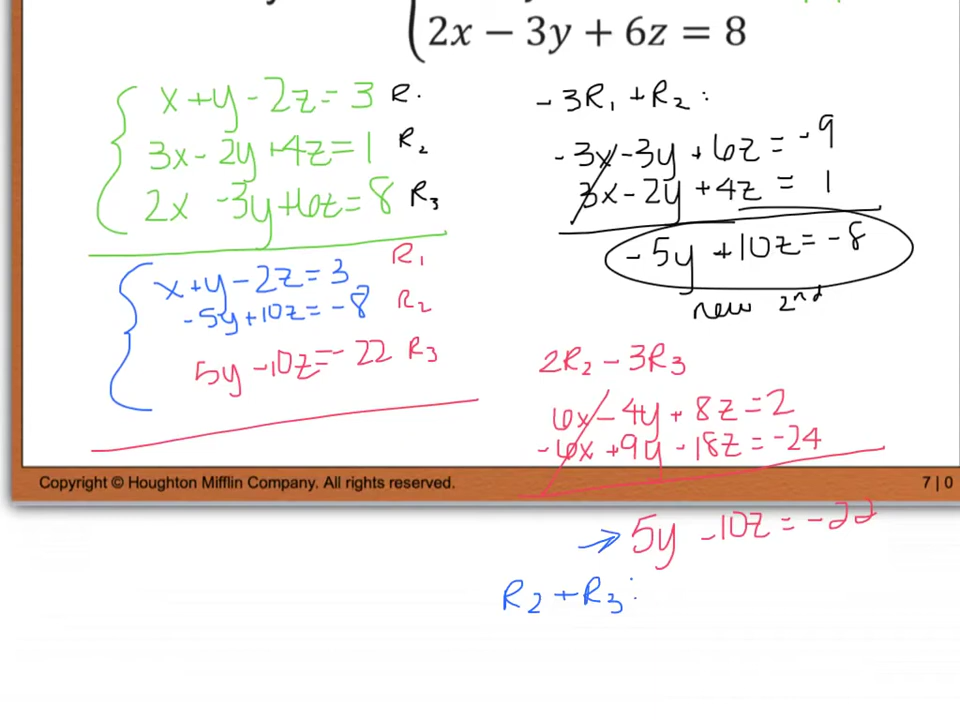 2x − 3y + 6z = 8
x + y - 2z = 3 R.
3x - 2y + 4z = 1 R₂
2x - 3y + 6z = 8 R₃
x + y - 2z = 3 R₁
-5y + 10z = -8 R₂
5y - 10z = -22 R₃
-3R₁ + R₂:
-3x - 3y + 6z = -9
3x - 2y + 4z = 1
-5y + 10z = -8
new 2nd
2R₂ - 3R₃
6x - 4y + 8z = 2
-6x + 9y - 18z = -24
Copyright © Houghton Mifflin Company. All rights reserved. 7 | 0
→ 5y - 10z = -22
R₂ + R₃: